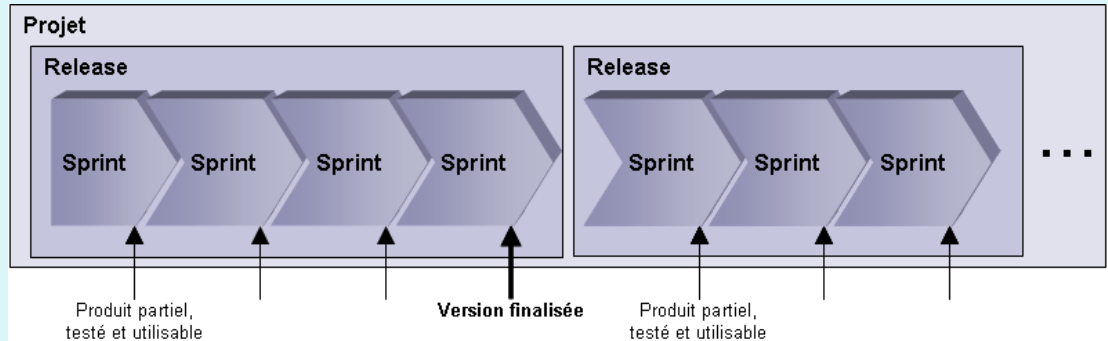 Projet
Release
Release
Sprint Sprint Sprint Sprint Sprint Sprint Sprint ...
Produit partiel,
testé et utilisable
Version finalisée
Produit partiel,
testé et utilisable